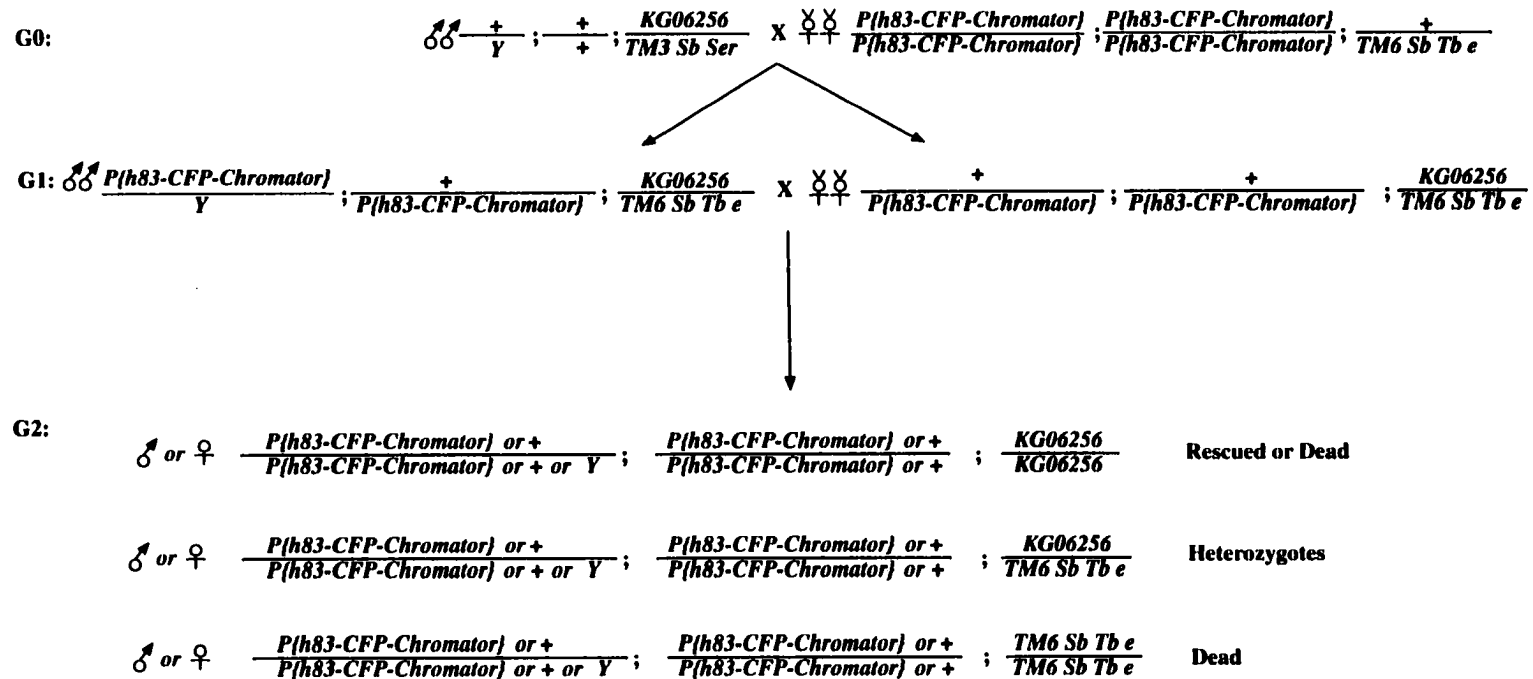 G0: ♂♂ + / Y ; + / + ; KG06256 / TM3 Sb Ser X ☿☿ P{h83-CFP-Chromator} / P{h83-CFP-Chromator} ; P{h83-CFP-Chromator} / P{h83-CFP-Chromator} ; + / TM6 Sb Tb e
G1: ♂♂ P{h83-CFP-Chromator} / Y ; + / P{h83-CFP-Chromator} ; KG06256 / TM6 Sb Tb e X ☿☿ + / P{h83-CFP-Chromator} ; + / P{h83-CFP-Chromator} ; KG06256 / TM6 Sb Tb e
G2:
♂ or ♀ P{h83-CFP-Chromator} or + / P{h83-CFP-Chromator} or + or Y ; P{h83-CFP-Chromator} or + / P{h83-CFP-Chromator} or + ; KG06256 / KG06256 Rescued or Dead
♂ or ♀ P{h83-CFP-Chromator} or + / P{h83-CFP-Chromator} or + or Y ; P{h83-CFP-Chromator} or + / P{h83-CFP-Chromator} or + ; KG06256 / TM6 Sb Tb e Heterozygotes
♂ or ♀ P{h83-CFP-Chromator} or + / P{h83-CFP-Chromator} or + or Y ; P{h83-CFP-Chromator} or + / P{h83-CFP-Chromator} or + ; TM6 Sb Tb e / TM6 Sb Tb e Dead